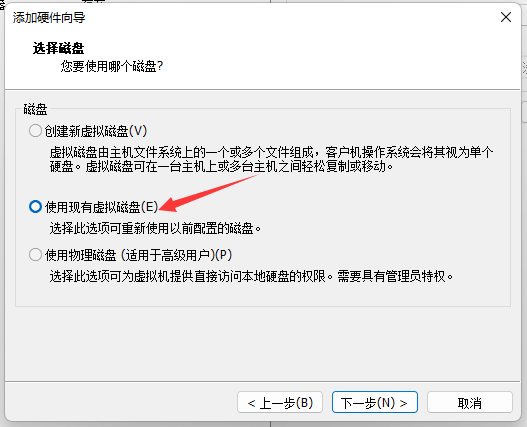 添加硬件向导
选择磁盘
您要使用哪个磁盘?
磁盘
创建新虚拟磁盘(V)
虚拟磁盘由主机文件系统上的一个或多个文件组成，客户机操作系统会将其视为单个
硬盘。虚拟磁盘可在一台主机上或多台主机之间轻松复制或移动。
使用现有虚拟磁盘(E)
选择此选项可重新使用以前配置的磁盘。
使用物理磁盘 (适用于高级用户)(P)
选择此选项可为虚拟机提供直接访问本地硬盘的权限。需要具有管理员特权。
< 上一步(B)
下一步(N) >
取消